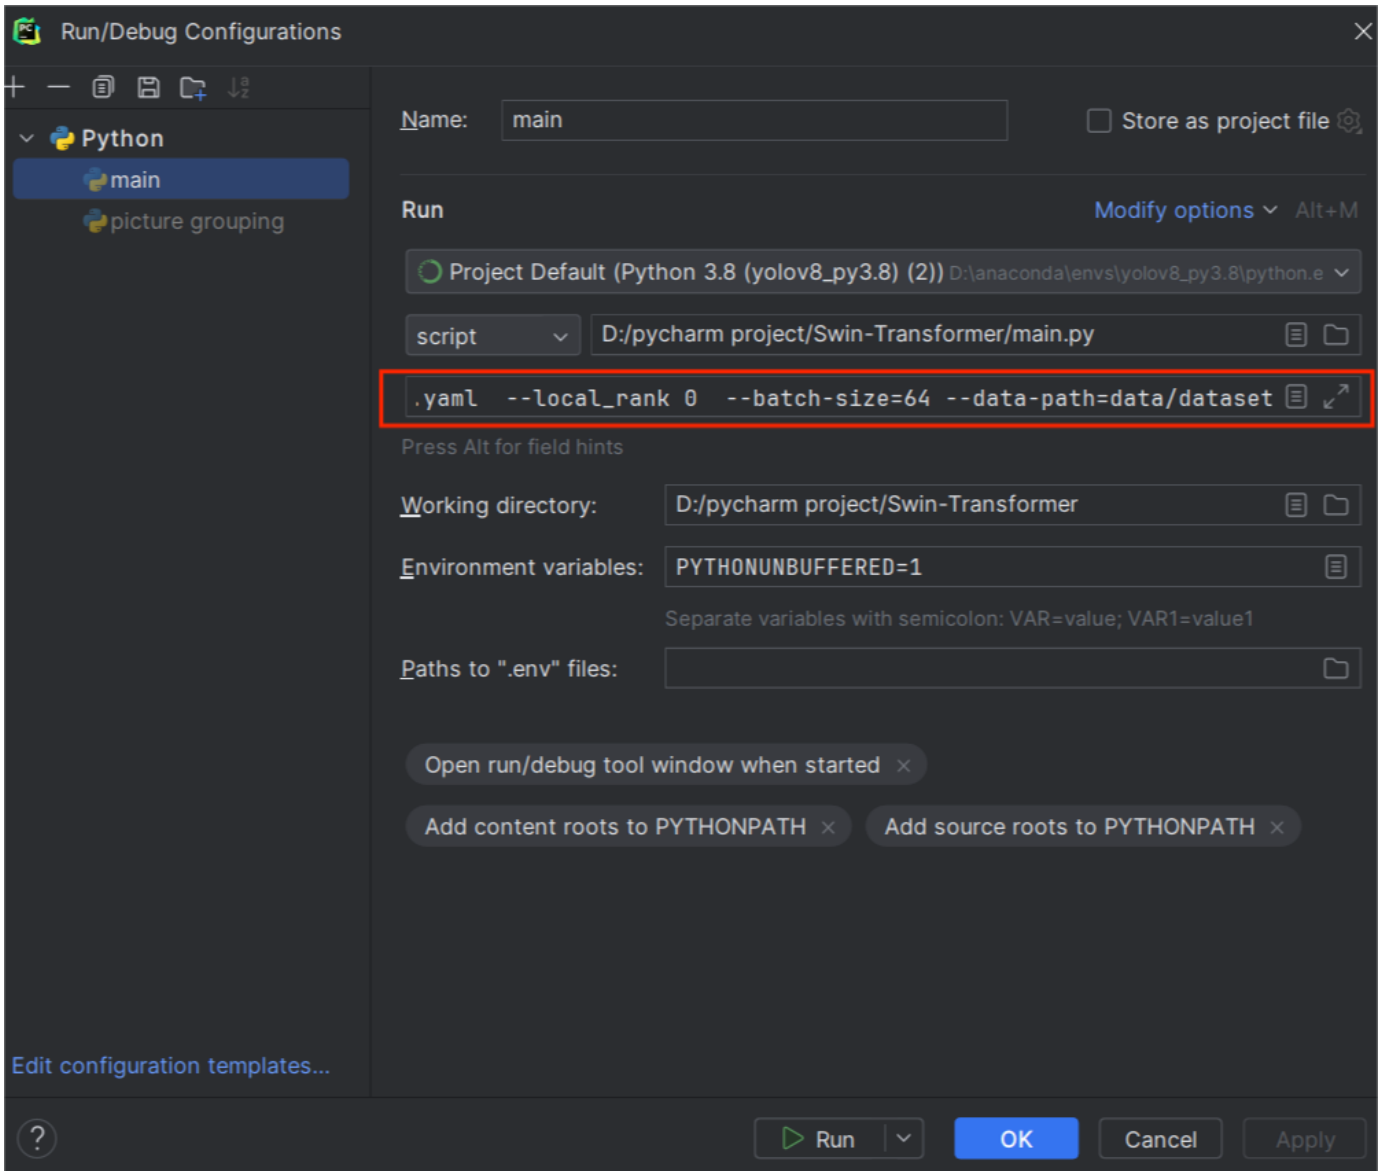 Run/Debug Configurations
Python
main
picture grouping
Edit configuration templates...
Name: main Store as project file
Run Modify options Alt+M
Project Default (Python 3.8 (yolov8_py3.8) (2)) D:\anaconda\envs\yolov8_py3.8\python.e
script D:/pycharm project/Swin-Transformer/main.py
.yaml --local_rank 0 --batch-size=64 --data-path=data/dataset
Press Alt for field hints
Working directory: D:/pycharm project/Swin-Transformer
Environment variables: PYTHONUNBUFFERED=1
Separate variables with semicolon: VAR=value; VAR1=value1
Paths to ".env" files:
Open run/debug tool window when started
Add content roots to PYTHONPATH Add source roots to PYTHONPATH
? Run OK Cancel Apply